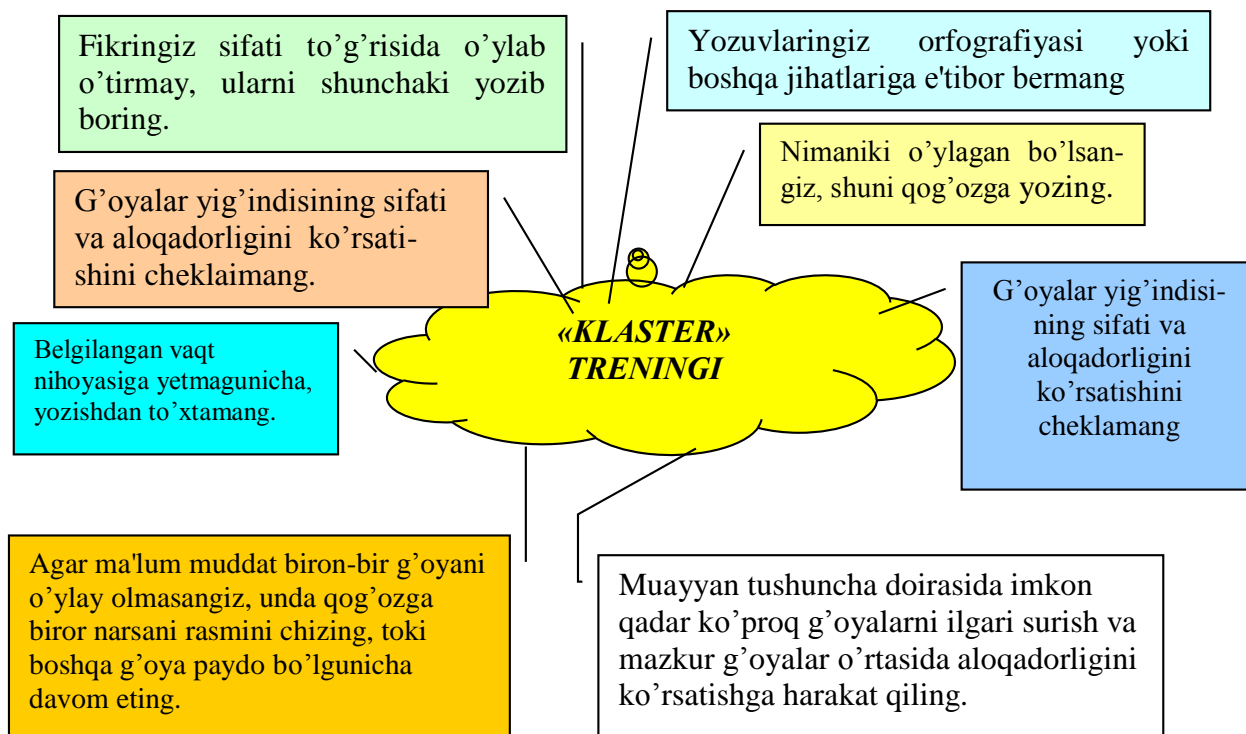 Fikringiz sifati to’g’risida o’ylab
o’tirmay, ularni shunchaki yozib
boring.
Yozuvlaringiz orfografiyasi yoki
boshqa jihatlariga e'tibor bermang
Nimaniki o’ylagan bo’lsan-
giz, shuni qog’ozga yozing.
G’oyalar yig’indisining sifati
va aloqadorligini ko’rsati-
shini cheklaimang.
«KLASTER»
TRENINGI
G’oyalar yig’indisi-
ning sifati va
aloqadorligini
ko’rsatishini
cheklamang
Belgilangan vaqt
nihoyasiga yetmagunicha,
yozishdan to’xtamang.
Agar ma'lum muddat biron-bir g’oyani
o’ylay olmasangiz, unda qog’ozga
biror narsani rasmini chizing, toki
boshqa g’oya paydo bo’lgunicha
davom eting.
Muayyan tushuncha doirasida imkon
qadar ko’proq g’oyalarni ilgari surish va
mazkur g’oyalar o’rtasida aloqadorligini
ko’rsatishga harakat qiling.